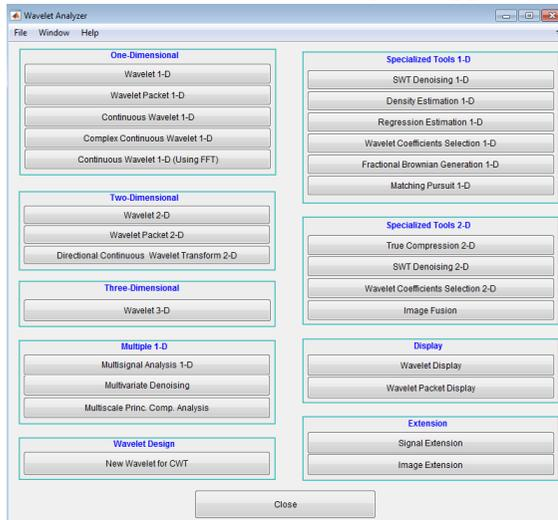 Wavelet Analyzer
File Window Help
One-Dimensional
Wavelet 1-D
Wavelet Packet 1-D
Continuous Wavelet 1-D
Complex Continuous Wavelet 1-D
Continuous Wavelet 1-D (Using FFT)
Two-Dimensional
Wavelet 2-D
Wavelet Packet 2-D
Directional Continuous Wavelet Transform 2-D
Three-Dimensional
Wavelet 3-D
Multiple 1-D
Multisignal Analysis 1-D
Multivariate Denoising
Multiscale Princ. Comp. Analysis
Wavelet Design
New Wavelet for CWT
Specialized Tools 1-D
SWT Denoising 1-D
Density Estimation 1-D
Regression Estimation 1-D
Wavelet Coefficients Selection 1-D
Fractional Brownian Generation 1-D
Matching Pursuit 1-D
Specialized Tools 2-D
True Compression 2-D
SWT Denoising 2-D
Wavelet Coefficients Selection 2-D
Image Fusion
Display
Wavelet Display
Wavelet Packet Display
Extension
Signal Extension
Image Extension
Close